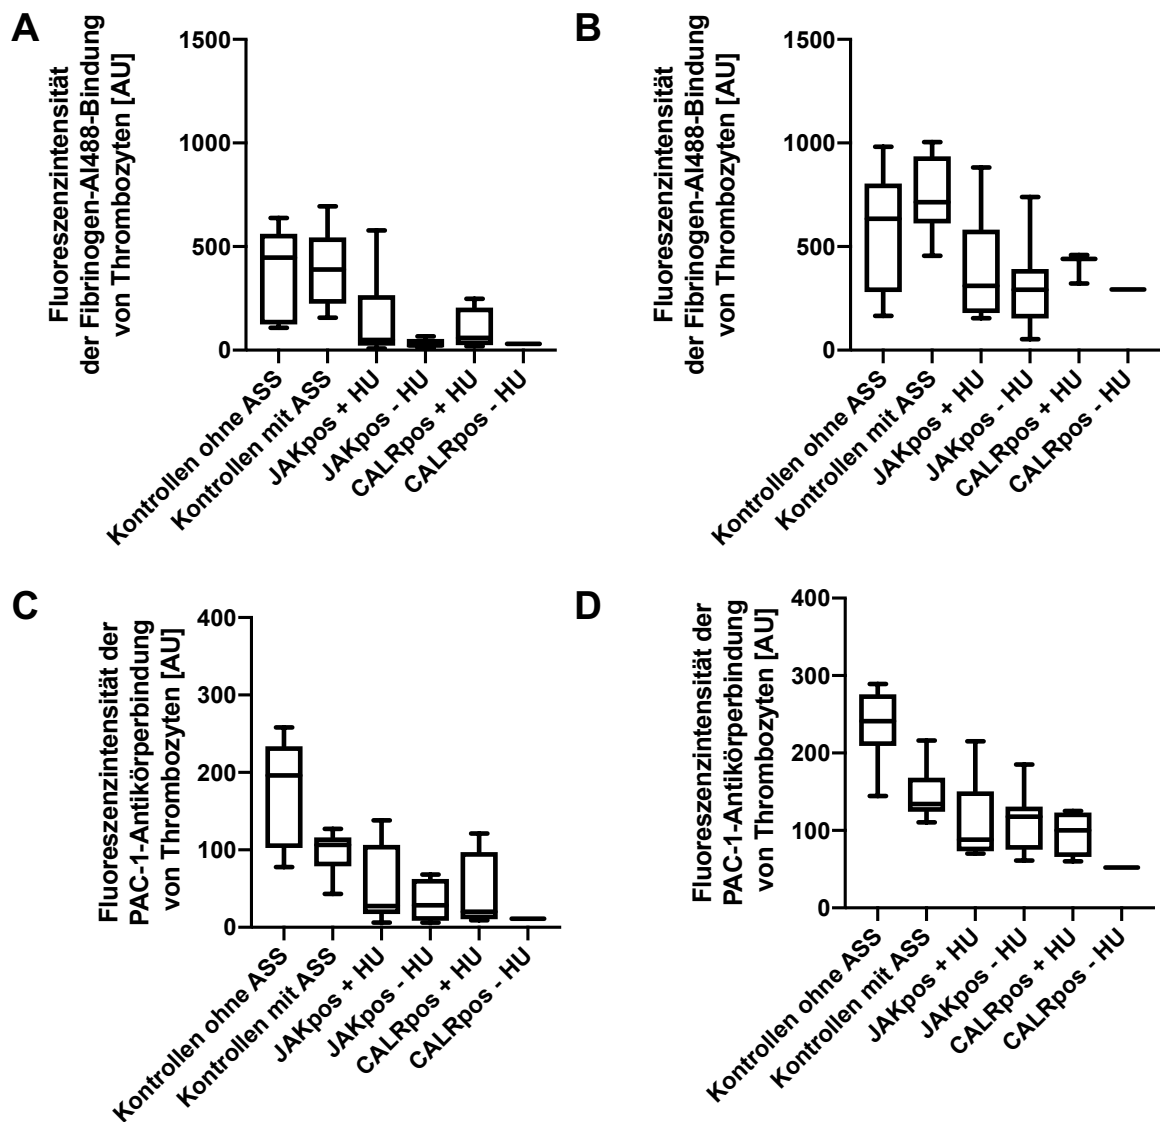 A
Fluoreszenzintensität
der Fibrinogen-Al488-Bindung
von Thrombozyten [AU]
1500
1000
500
0
Kontrollen ohne ASS
Kontrollen mit ASS
JAKpos + HU
JAKpos - HU
CALRpos + HU
CALRpos - HU
B
Fluoreszenzintensität
der Fibrinogen-Al488-Bindung
von Thrombozyten [AU]
1500
1000
500
0
Kontrollen ohne ASS
Kontrollen mit ASS
JAKpos + HU
JAKpos - HU
CALRpos + HU
CALRpos - HU
C
Fluoreszenzintensität der
PAC-1-Antikörperbindung
von Thrombozyten [AU]
400
300
200
100
0
Kontrollen ohne ASS
Kontrollen mit ASS
JAKpos + HU
JAKpos - HU
CALRpos + HU
CALRpos - HU
D
Fluoreszenzintensität der
PAC-1-Antikörperbindung
von Thrombozyten [AU]
400
300
200
100
0
Kontrollen ohne ASS
Kontrollen mit ASS
JAKpos + HU
JAKpos - HU
CALRpos + HU
CALRpos - HU